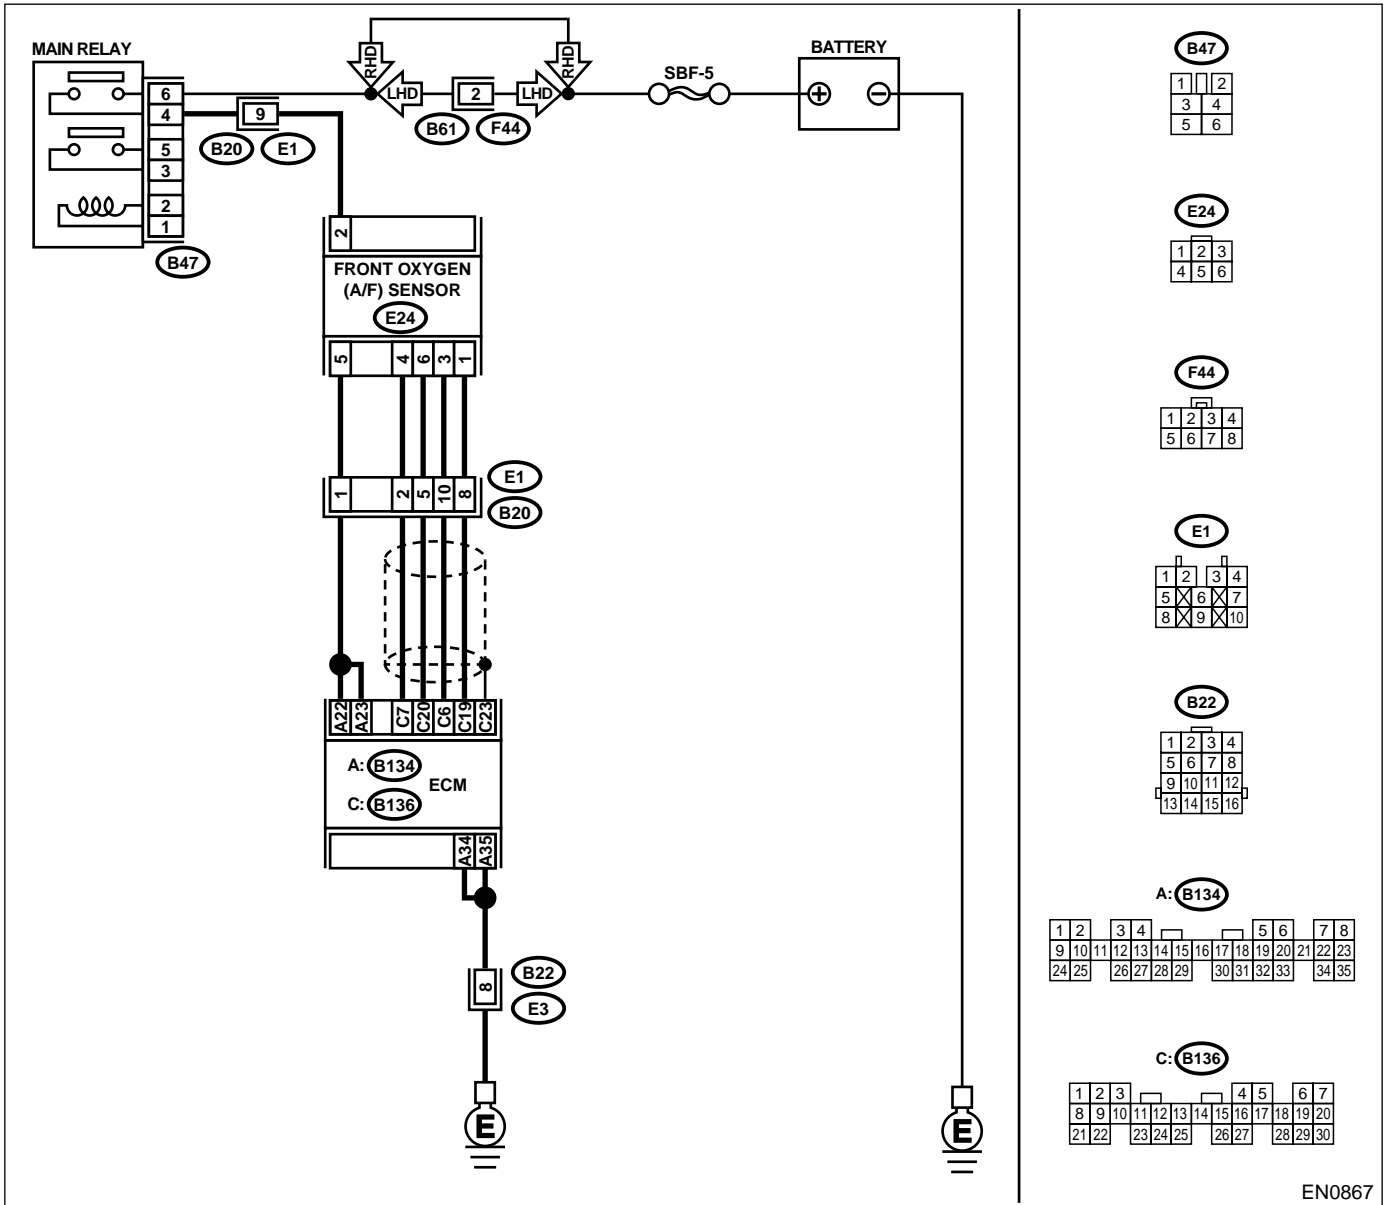 MAIN RELAY
6
4
5
3
2
1
B47
9
B20 E1
RHD
LHD
2
LHD
RHD
B61 F44
SBF-5
BATTERY
+ −
2
FRONT OXYGEN
(A/F) SENSOR
E24
5 4 6 3 1
1 2 5 10 8
E1
B20
A22 A23 C7 C20 C6 C19 C23
A: B134
ECM
C: B136
A34 A35
8
B22
E3
E
E
B47
1 2
3 4
5 6
E24
1 2 3
4 5 6
F44
1 2 3 4
5 6 7 8
E1
1 2 3 4
5 6 7
8 9 10
B22
1 2 3 4
5 6 7 8
9 10 11 12
13 14 15 16
A: B134
1 2 3 4 5 6 7 8
9 10 11 12 13 14 15 16 17 18 19 20 21 22 23
24 25 26 27 28 29 30 31 32 33 34 35
C: B136
1 2 3 4 5 6 7
8 9 10 11 12 13 14 15 16 17 18 19 20
21 22 23 24 25 26 27 28 29 30
EN0867